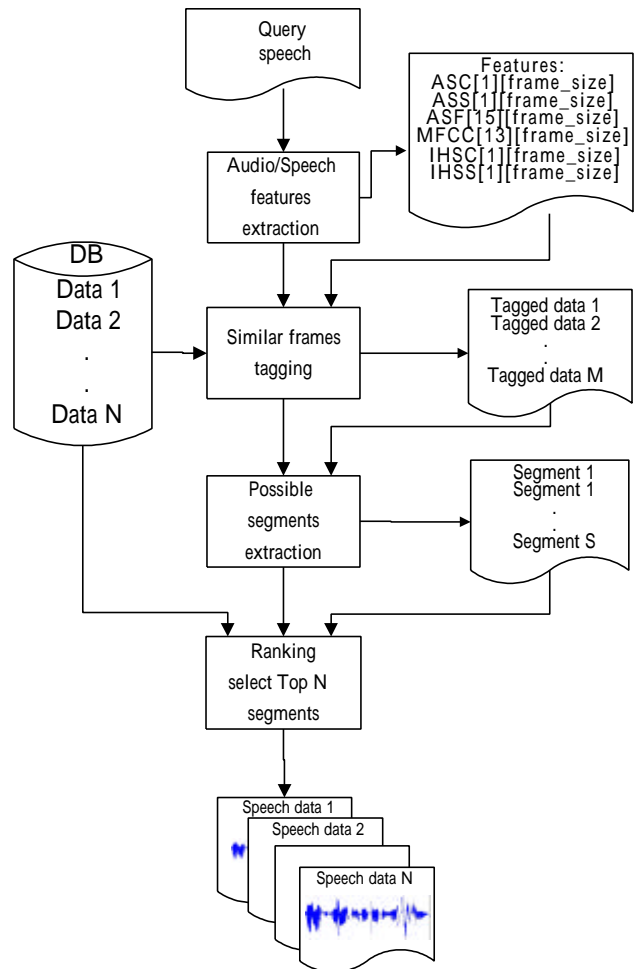 Query
speech
Features:
ASC[1][frame_size]
ASS[1][frame_size]
ASF[15][frame_size]
MFCC[13][frame_size]
IHSC[1][frame_size]
IHSS[1][frame_size]
Audio/Speech
features
extraction
DB
Data 1
Data 2
.
.
Data N
Similar frames
tagging
Tagged data 1
Tagged data 2
.
.
Tagged data M
Possible
segments
extraction
Segment 1
Segment 1
.
.
Segment S
Ranking
select Top N
segments
Speech data 1
Speech data 2
Speech data N